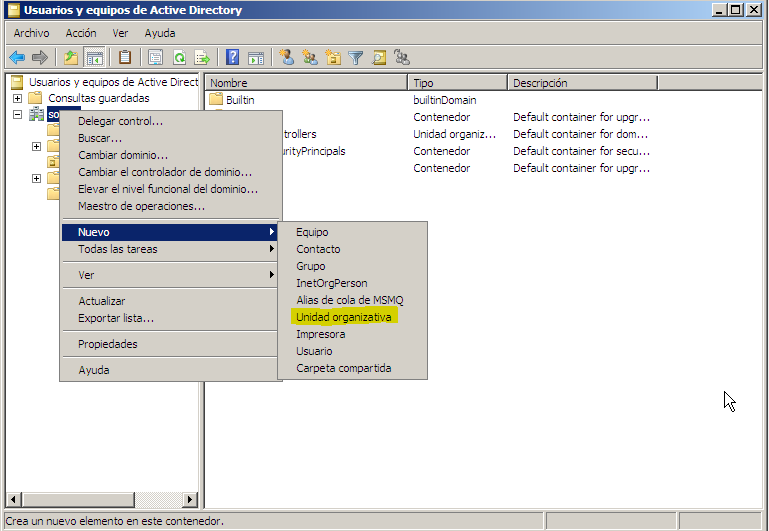 Usuarios y equipos de Active Directory
Archivo Acción Ver Ayuda
Usuarios y equipos de Active Direct
Consultas guardadas
so
Nombre Tipo Descripción
Builtin builtinDomain
Contenedor Default container for upgr...
trollers Unidad organiz... Default container for dom...
urityPrincipals Contenedor Default container for secu...
Contenedor Default container for upgr...
Delegar control...
Buscar...
Cambiar dominio...
Cambiar el controlador de dominio...
Elevar el nivel funcional del dominio...
Maestro de operaciones...
Nuevo
Todas las tareas
Ver
Actualizar
Exportar lista...
Propiedades
Ayuda
Equipo
Contacto
Grupo
InetOrgPerson
Alias de cola de MSMQ
Unidad organizativa
Impresora
Usuario
Carpeta compartida
Crea un nuevo elemento en este contenedor.